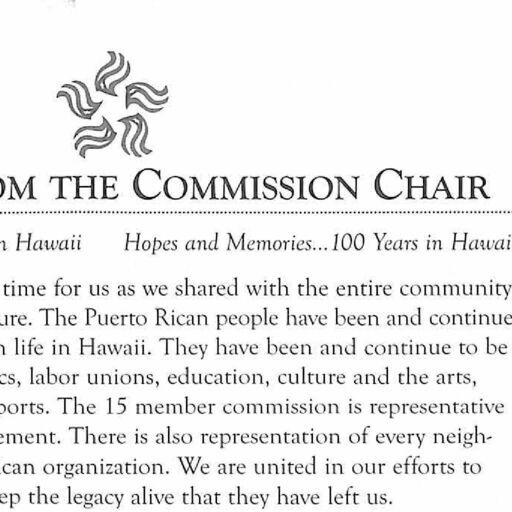 OM THE COMMISSION CHAIR
n Hawaii Hopes and Memories...100 Years in Hawai
time for us as we shared with the entire community
ure. The Puerto Rican people have been and continue
n life in Hawaii. They have been and continue to be
cs, labor unions, education, culture and the arts,
ports. The 15 member commission is representative
ement. There is also representation of every neigh-
ican organization. We are united in our efforts to
ep the legacy alive that they have left us.